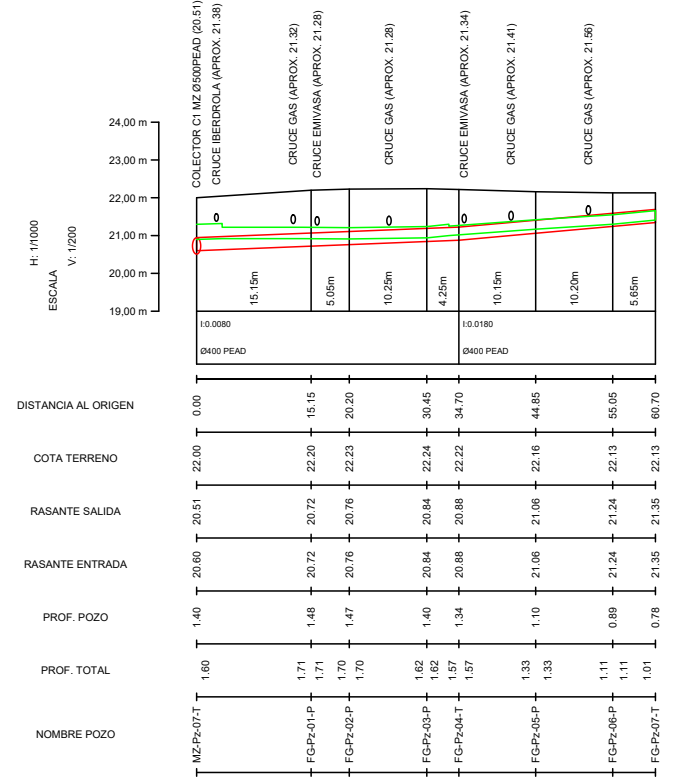 COLECTOR C1 MZ Ø500PEAD (20.51)
CRUCE IBERDROLA (APROX. 21.38)
CRUCE GAS (APROX. 21.32)
CRUCE EMIVASA (APROX. 21.28)
CRUCE GAS (APROX. 21.28)
CRUCE EMIVASA (APROX. 21.34)
CRUCE GAS (APROX. 21.41)
CRUCE GAS (APROX. 21.56)
24,00 m
23,00 m
22,00 m
21,00 m
20,00 m
19,00 m
H: 1/1000
ESCALA
V: 1/200
15.15m
5.05m
10.25m
4.25m
10.15m
10.20m
5.65m
I:0.0080
I:0.0180
Ø400 PEAD
Ø400 PEAD
DISTANCIA AL ORIGEN
0.00 15.15 20.20 30.45 34.70 44.85 55.05 60.70
COTA TERRENO
22.00 22.20 22.23 22.24 22.22 22.16 22.13 22.13
RASANTE SALIDA
20.51 20.72 20.76 20.84 20.88 21.06 21.24 21.35
RASANTE ENTRADA
20.60 20.72 20.76 20.84 20.88 21.06 21.24 21.35
PROF. POZO
1.40 1.48 1.47 1.40 1.34 1.10 0.89 0.78
PROF. TOTAL
1.60 1.71 1.71 1.70 1.70 1.62 1.62 1.57 1.57 1.33 1.33 1.11 1.11 1.01
NOMBRE POZO
MZ-Pz-07-T FG-Pz-01-P FG-Pz-02-P FG-Pz-03-P FG-Pz-04-T FG-Pz-05-P FG-Pz-06-P FG-Pz-07-T